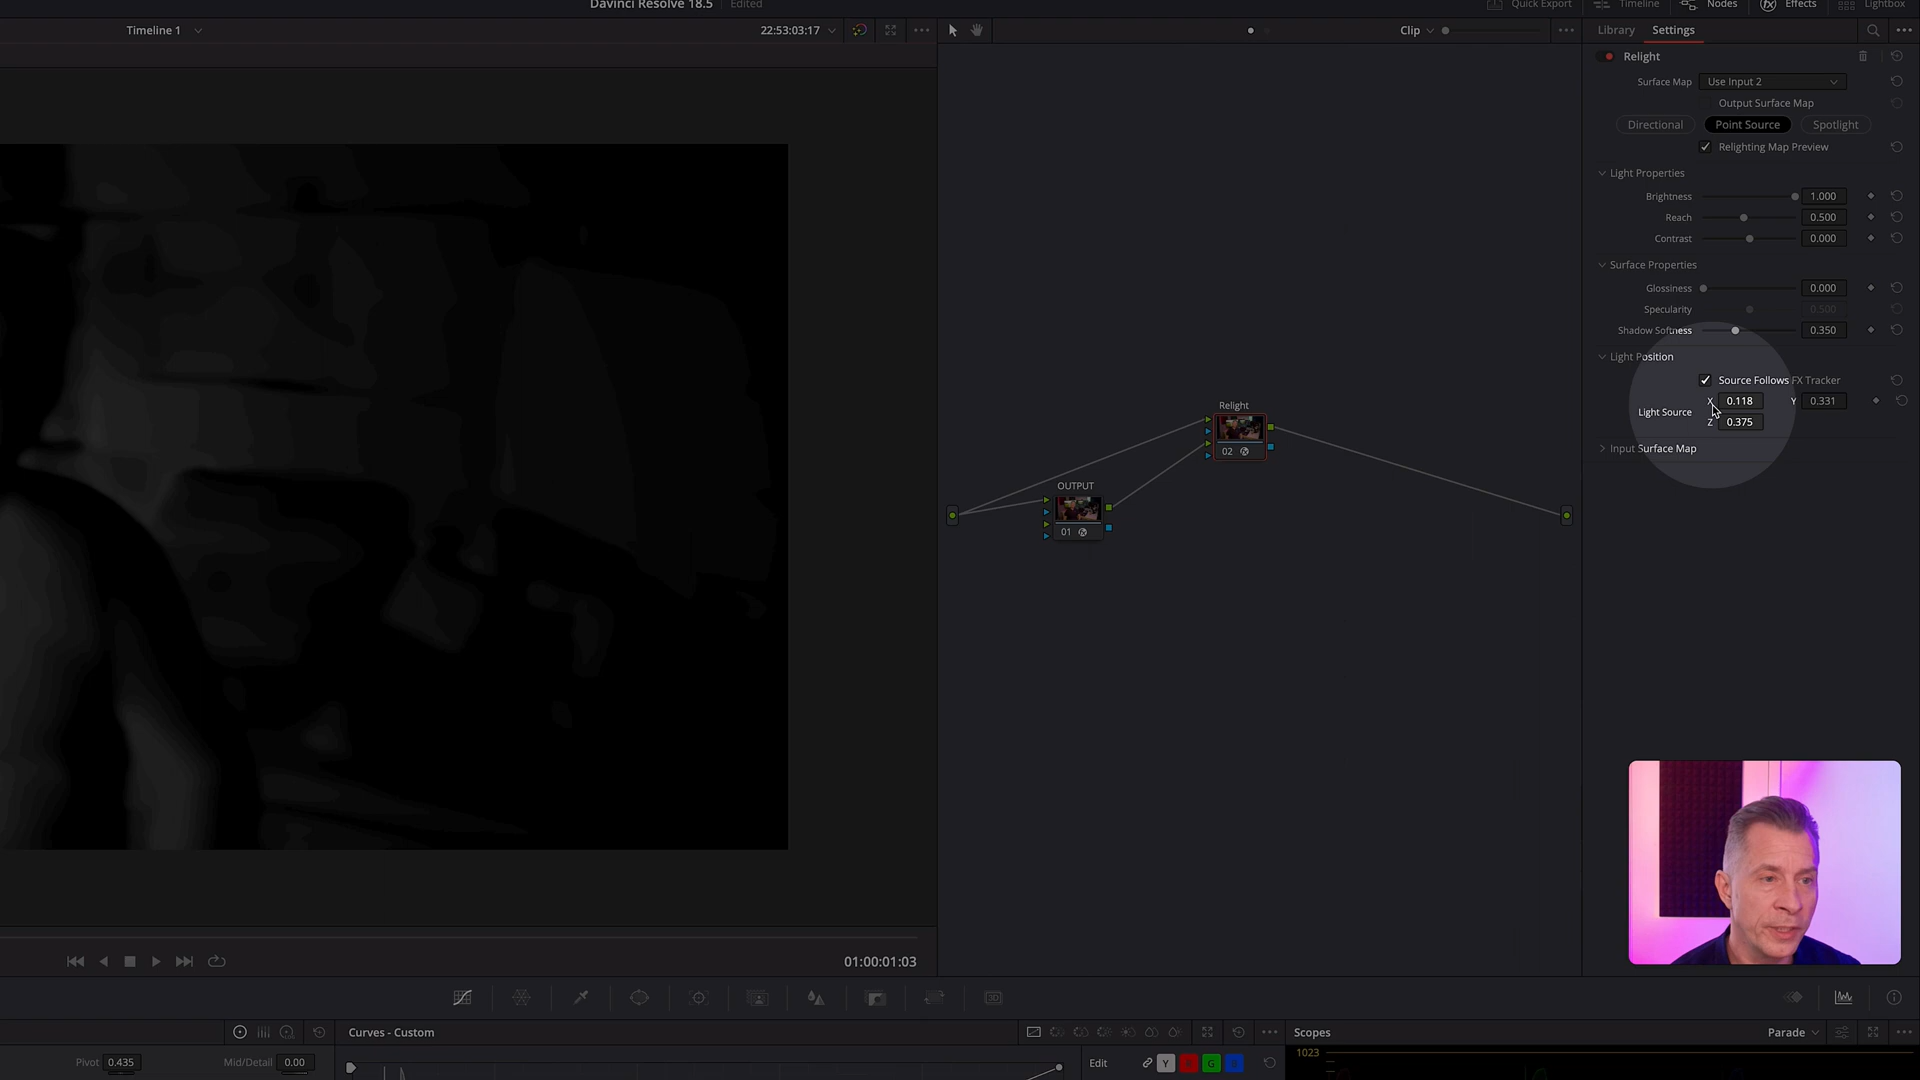 Davinci Resolve 18.5 Edited
Quick Export Timeline Nodes Effects Lightbox
Timeline 1
22:53:03:17
Clip
Library Settings
Relight
Surface Map Use Input 2
Output Surface Map
Directional Point Source Spotlight
Relighting Map Preview
Light Properties
Brightness 1.000
Reach 0.500
Contrast 0.000
Surface Properties
Glossiness 0.000
Specularity 0.500
Shadow Softness 0.350
Light Position
Source Follows FX Tracker
Light Source X 0.118 Y 0.331
Z 0.375
Input Surface Map
Relight
02
OUTPUT
01
01:00:01:03
3D
Curves - Custom
Scopes
Parade
Pivot 0.435 Mid/Detail 0.00
Edit Y G
1023